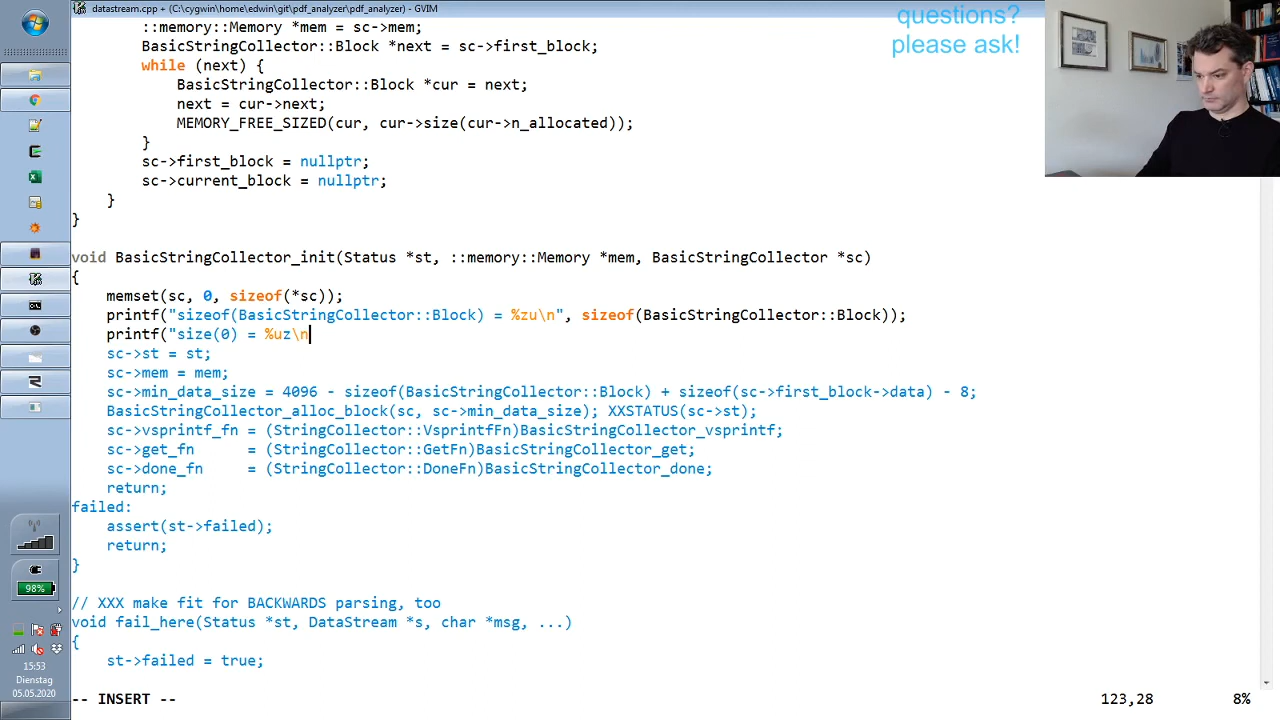 datastream.cpp + (C:\cygwin\home\edwin\git\pdf_analyzer\pdf_analyzer) - GVIM
questions?
please ask!
::memory::Memory *mem = sc->mem;
BasicStringCollector::Block *next = sc->first_block;
while (next) {
BasicStringCollector::Block *cur = next;
next = cur->next;
MEMORY_FREE_SIZED(cur, cur->size(cur->n_allocated));
}
sc->first_block = nullptr;
sc->current_block = nullptr;
}
}
void BasicStringCollector_init(Status *st, ::memory::Memory *mem, BasicStringCollector *sc)
{
memset(sc, 0, sizeof(*sc));
printf("sizeof(BasicStringCollector::Block) = %zu\n", sizeof(BasicStringCollector::Block));
printf("size(0) = %uz\n
sc->st = st;
sc->mem = mem;
sc->min_data_size = 4096 - sizeof(BasicStringCollector::Block) + sizeof(sc->first_block->data) - 8;
BasicStringCollector_alloc_block(sc, sc->min_data_size); XXSTATUS(sc->st);
sc->vsprintf_fn = (StringCollector::VsprintfFn)BasicStringCollector_vsprintf;
sc->get_fn      = (StringCollector::GetFn)BasicStringCollector_get;
sc->done_fn     = (StringCollector::DoneFn)BasicStringCollector_done;
return;
failed:
assert(st->failed);
return;
}
// XXX make fit for BACKWARDS parsing, too
void fail_here(Status *st, DataStream *s, char *msg, ...)
{
st->failed = true;
-- INSERT --
123,28
8%
98%
15:53
Dienstag
05.05.2020